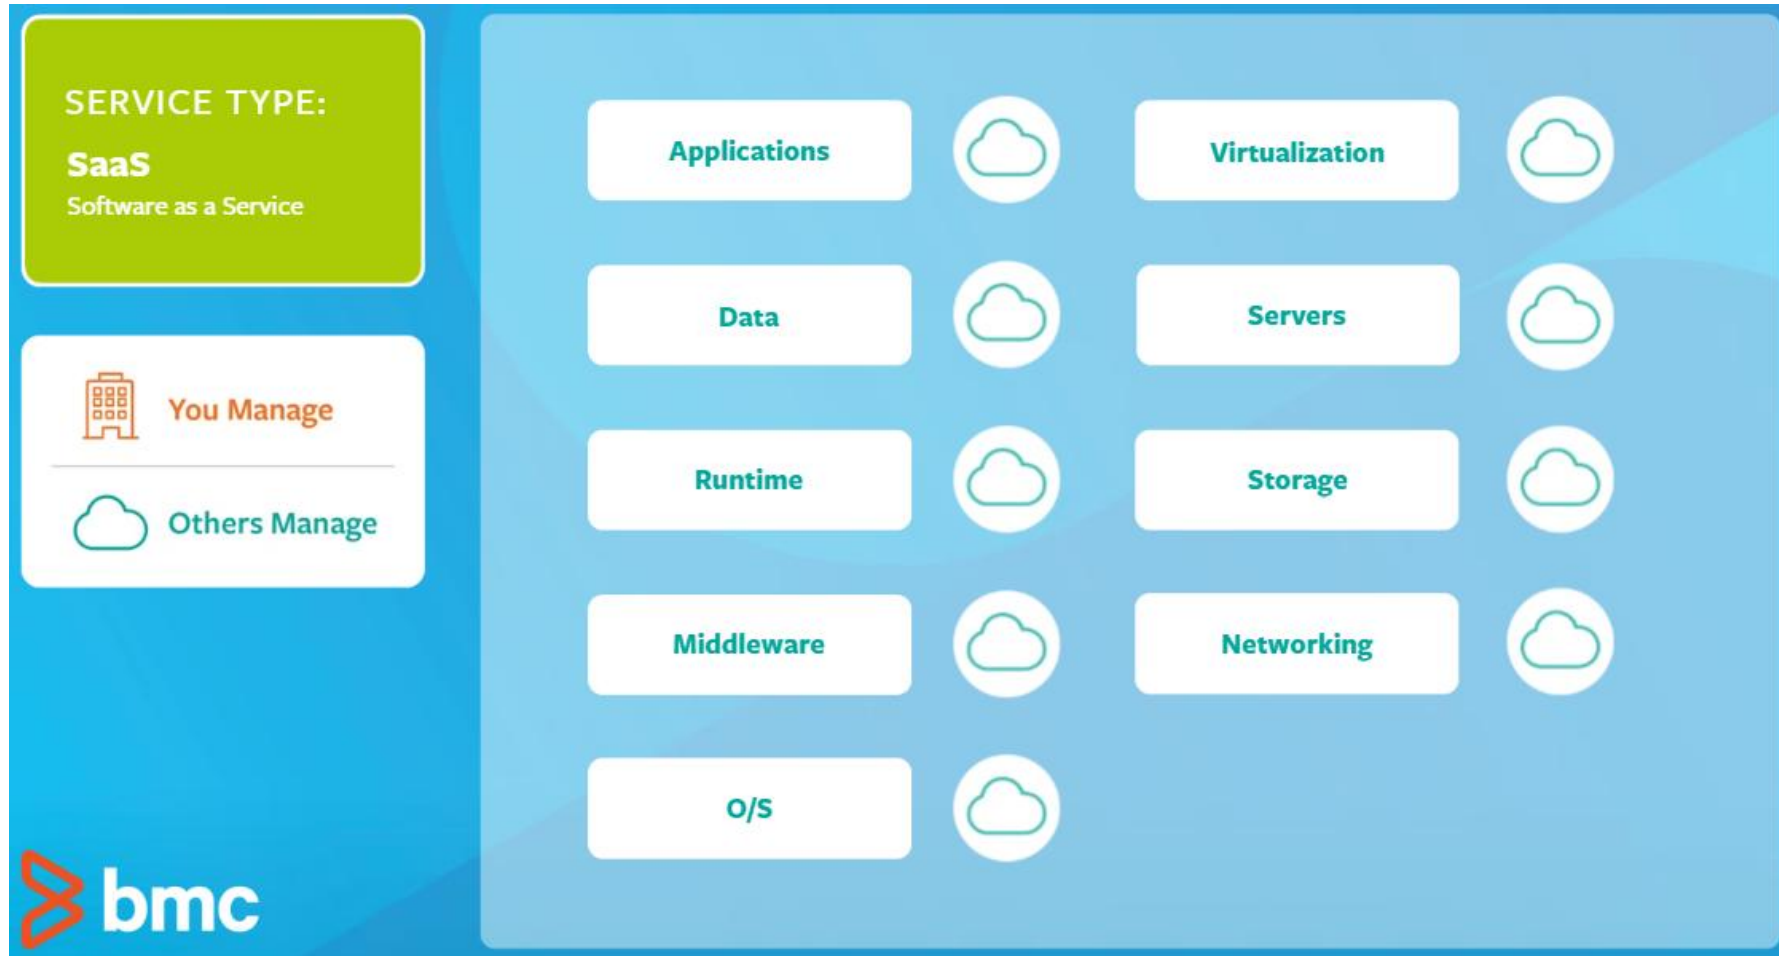 SERVICE TYPE:
SaaS
Software as a Service
You Manage
Others Manage
Applications
Data
Runtime
Middleware
O/S
Virtualization
Servers
Storage
Networking
bmc